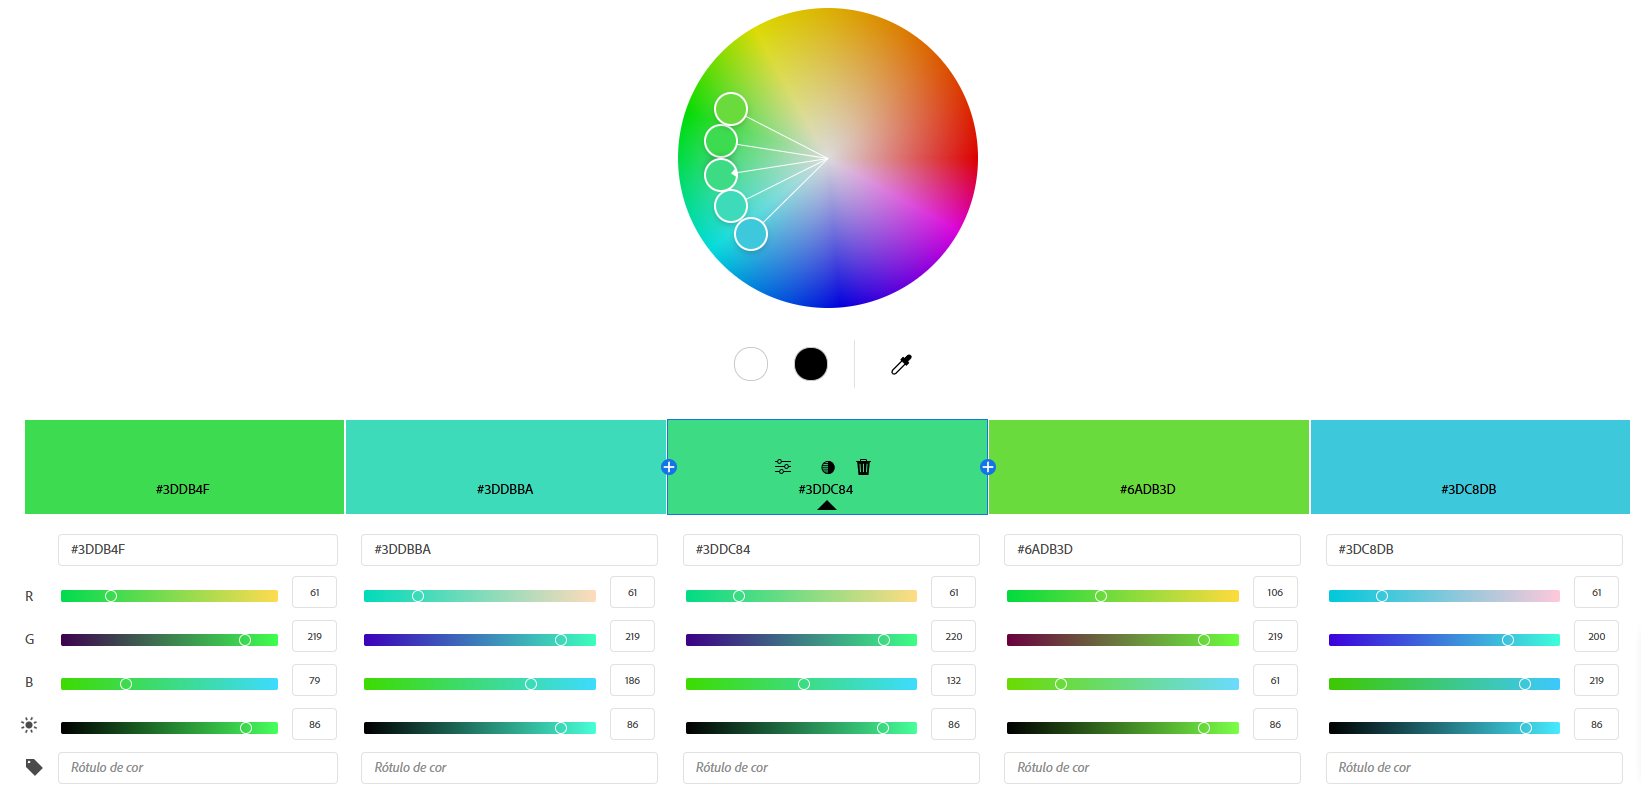 #3DDB4F #3DDBBA #3DDC84 #6ADB3D #3DC8DB
#3DDB4F #3DDBBA #3DDC84 #6ADB3D #3DC8DB
R 61 61 61 106 61
G 219 219 220 219 200
B 79 186 132 61 219
86 86 86 86 86
Rótulo de cor Rótulo de cor Rótulo de cor Rótulo de cor Rótulo de cor